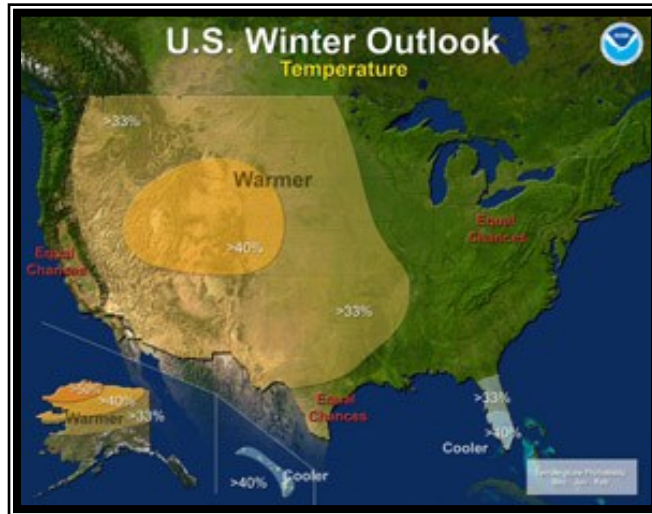 U.S. Winter Outlook
Temperature
>33%
Warmer
Equal
Chances
>40%
Equal
Chances
>33%
>40%
Warmer
>33%
Equal
Chances
>33%
>40%
Cooler
>40%
Cooler